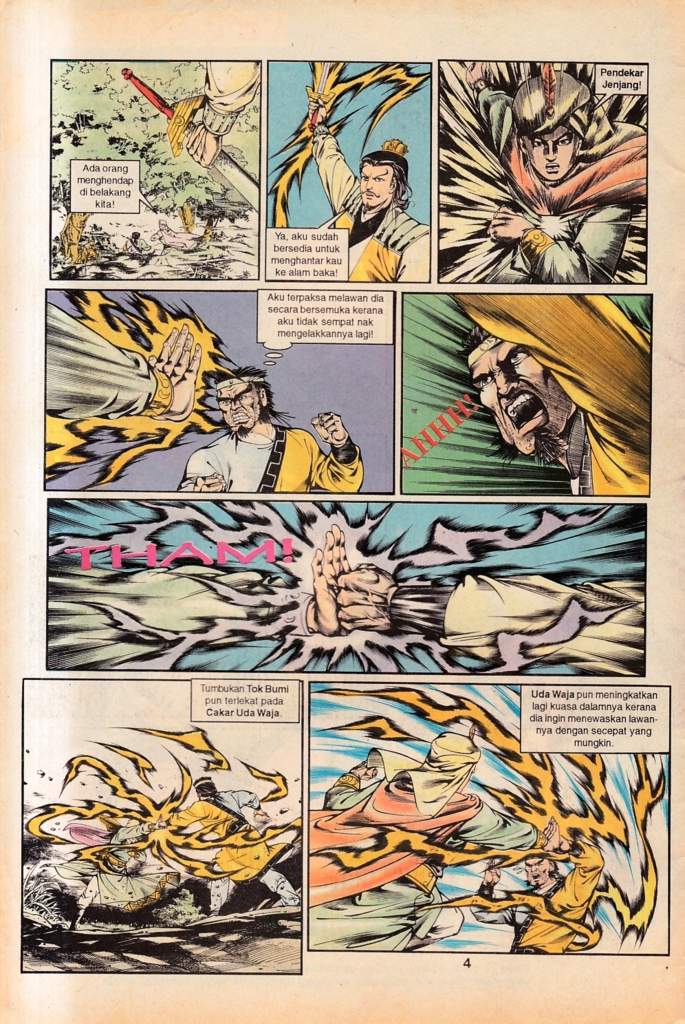 Ada orang
menghendap
di belakang
kita!
Ya, aku sudah
bersedia untuk
menghantar kau
ke alam baka!
Pendekar
Jenjang!
Aku terpaksa melawan dia
secara bersemuka kerana
aku tidak sempat nak
mengelakkannya lagi!
AHHH!
THAM!
Tumbukan Tok Bumi
pun terlekat pada
Cakar Uda Waja.
Uda Waja pun meningkatkan
lagi kuasa dalamnya kerana
dia ingin menewaskan lawan-
nya dengan secepat yang
mungkin.
4